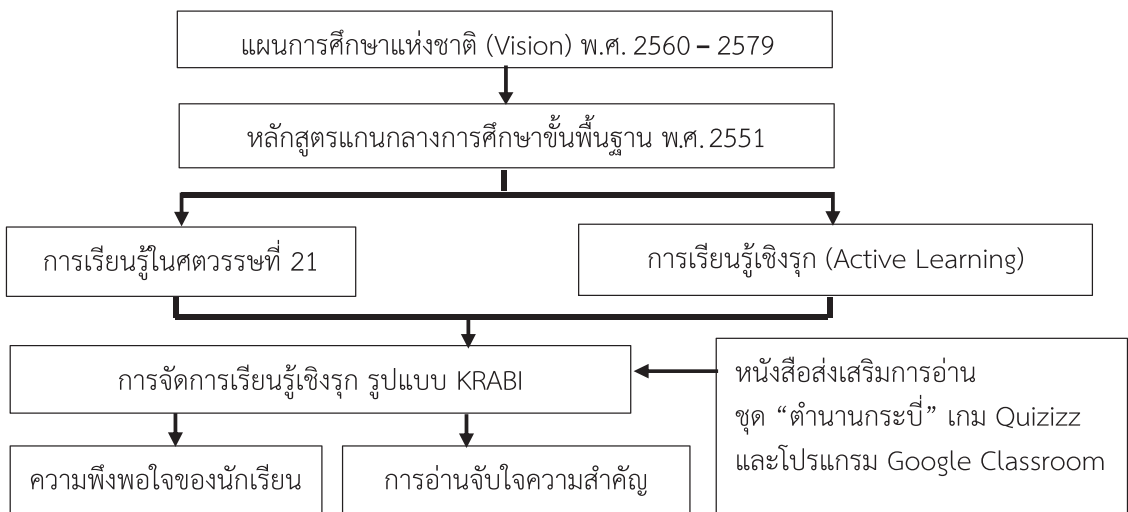 แผนการศึกษาแห่งชาติ (Vision) พ.ศ. 2560 – 2579
หลักสูตรแกนกลางการศึกษาขั้นพื้นฐาน พ.ศ. 2551
การเรียนรู้ในศตวรรษที่ 21
การเรียนรู้เชิงรุก (Active Learning)
การจัดการเรียนรู้เชิงรุก รูปแบบ KRABI
หนังสือส่งเสริมการอ่าน
ชุด “ตำนานกระบี่” เกม Quizizz
และโปรแกรม Google Classroom
ความพึงพอใจของนักเรียน
การอ่านจับใจความสำคัญ